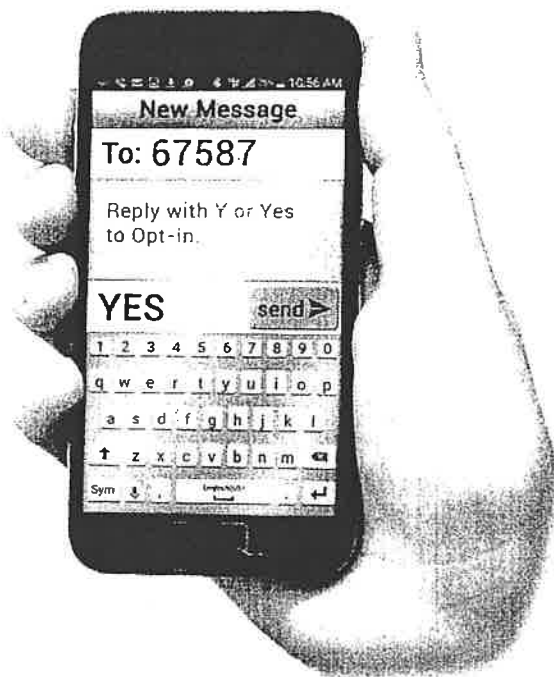 10:56 AM
New Message
To: 67587
Reply with Y or Yes
to Opt-in.
YES send
1 2 3 4 5 6 7 8 9 0
q w e r t y u i o p
a s d f g h j k l
z x c v b n m
Sym , .